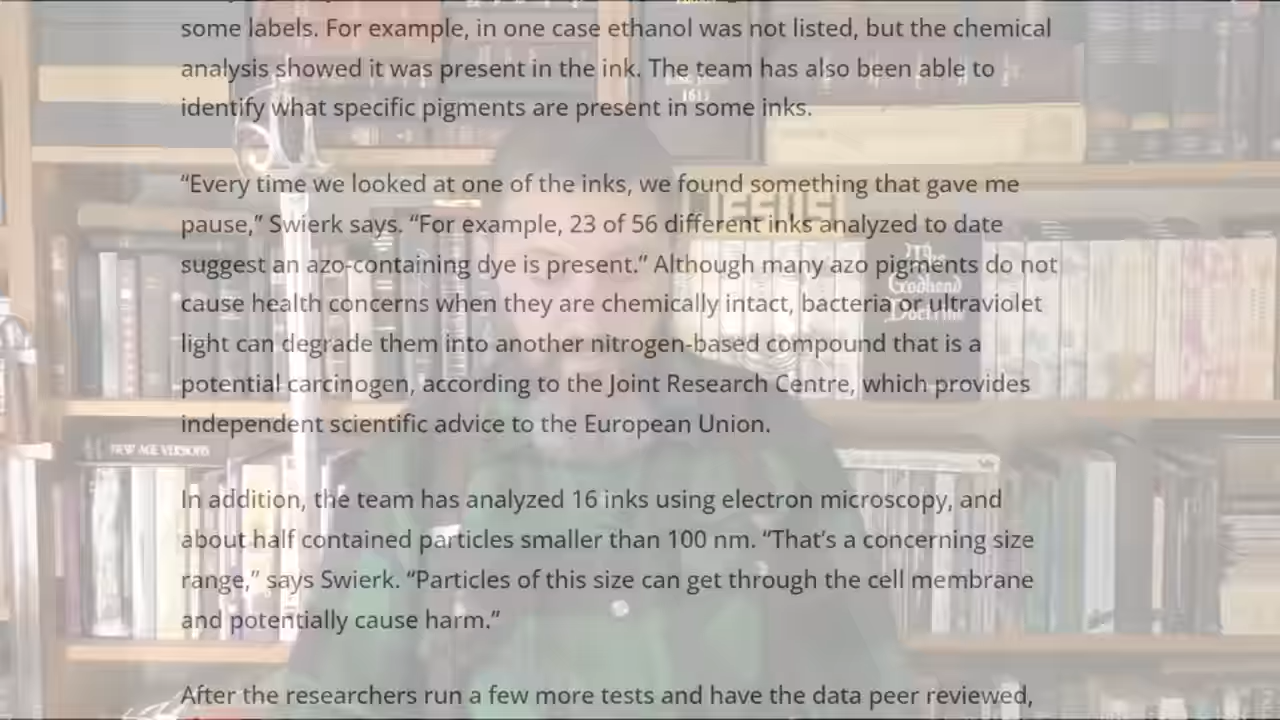 some labels. For example, in one case ethanol was not listed, but the chemical
analysis showed it was present in the ink. The team has also been able to
identify what specific pigments are present in some inks.
“Every time we looked at one of the inks, we found something that gave me
pause,” Swierk says. “For example, 23 of 56 different inks analyzed to date
suggest an azo-containing dye is present.” Although many azo pigments do not
cause health concerns when they are chemically intact, bacteria or ultraviolet
light can degrade them into another nitrogen-based compound that is a
potential carcinogen, according to the Joint Research Centre, which provides
independent scientific advice to the European Union.
In addition, the team has analyzed 16 inks using electron microscopy, and
about half contained particles smaller than 100 nm. “That’s a concerning size
range,” says Swierk. “Particles of this size can get through the cell membrane
and potentially cause harm.”
After the researchers run a few more tests and have the data peer reviewed,
1611
The
Godhead
Doctrine
NEW AGE VERSIONS